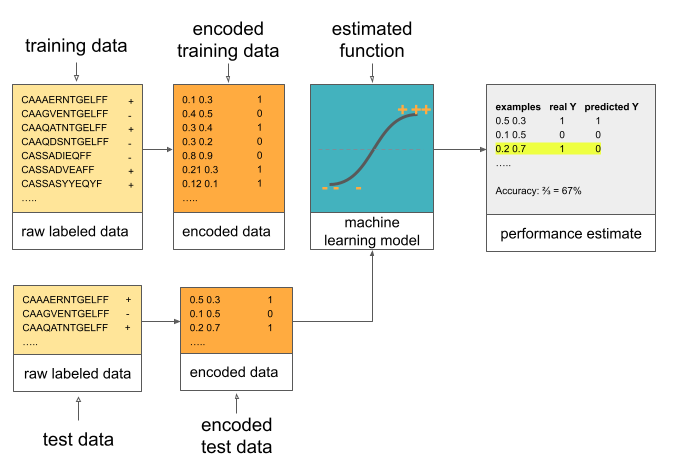 training data
encoded
training data
estimated
function
CAAAERNTGELFF +
CAAGVENTGELFF -
CAAQATNTGELFF +
CAAQDSNTGELFF -
CASSADIEQFF -
CASSADVEAFF +
CASSASYYEQYF +
.....
raw labeled data
0.1 0.3 1
0.4 0.5 0
0.3 0.4 1
0.3 0.2 0
0.8 0.9 0
0.21 0.3 1
0.12 0.1 1
.....
encoded data
+ ++
- - -
machine
learning model
examples real Y predicted Y
0.5 0.3 1 1
0.1 0.5 0 0
0.2 0.7 1 0
.....
Accuracy: ⅔ = 67%
performance estimate
CAAAERNTGELFF +
CAAGVENTGELFF -
CAAQATNTGELFF +
.....
raw labeled data
0.5 0.3 1
0.1 0.5 0
0.2 0.7 1
.....
encoded data
test data
encoded
test data